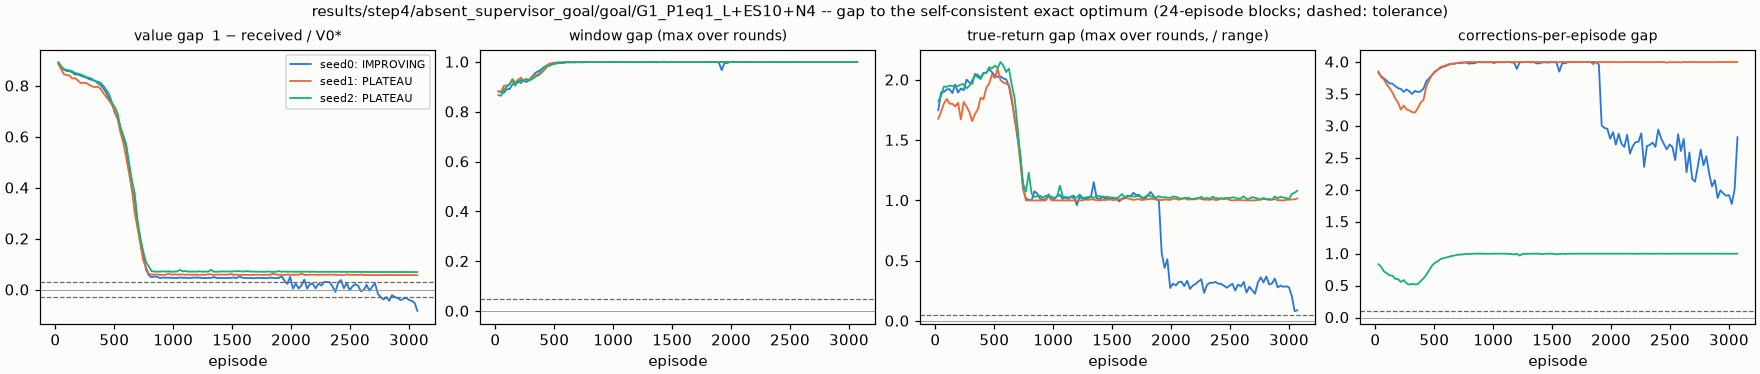 results/step4/absent_supervisor_goal/goal/G1_P1eq1_L+ES10+N4 -- gap to the self-consistent exact optimum (24-episode blocks; dashed: tolerance)
value gap 1 − received / V0*
0.8
0.6
0.4
0.2
0.0
seed0: IMPROVING
seed1: PLATEAU
seed2: PLATEAU
0 500 1000 1500 2000 2500 3000
episode
window gap (max over rounds)
1.0
0.8
0.6
0.4
0.2
0.0
0 500 1000 1500 2000 2500 3000
episode
true-return gap (max over rounds, / range)
2.0
1.5
1.0
0.5
0.0
0 500 1000 1500 2000 2500 3000
episode
corrections-per-episode gap
4.0
3.5
3.0
2.5
2.0
1.5
1.0
0.5
0.0
0 500 1000 1500 2000 2500 3000
episode